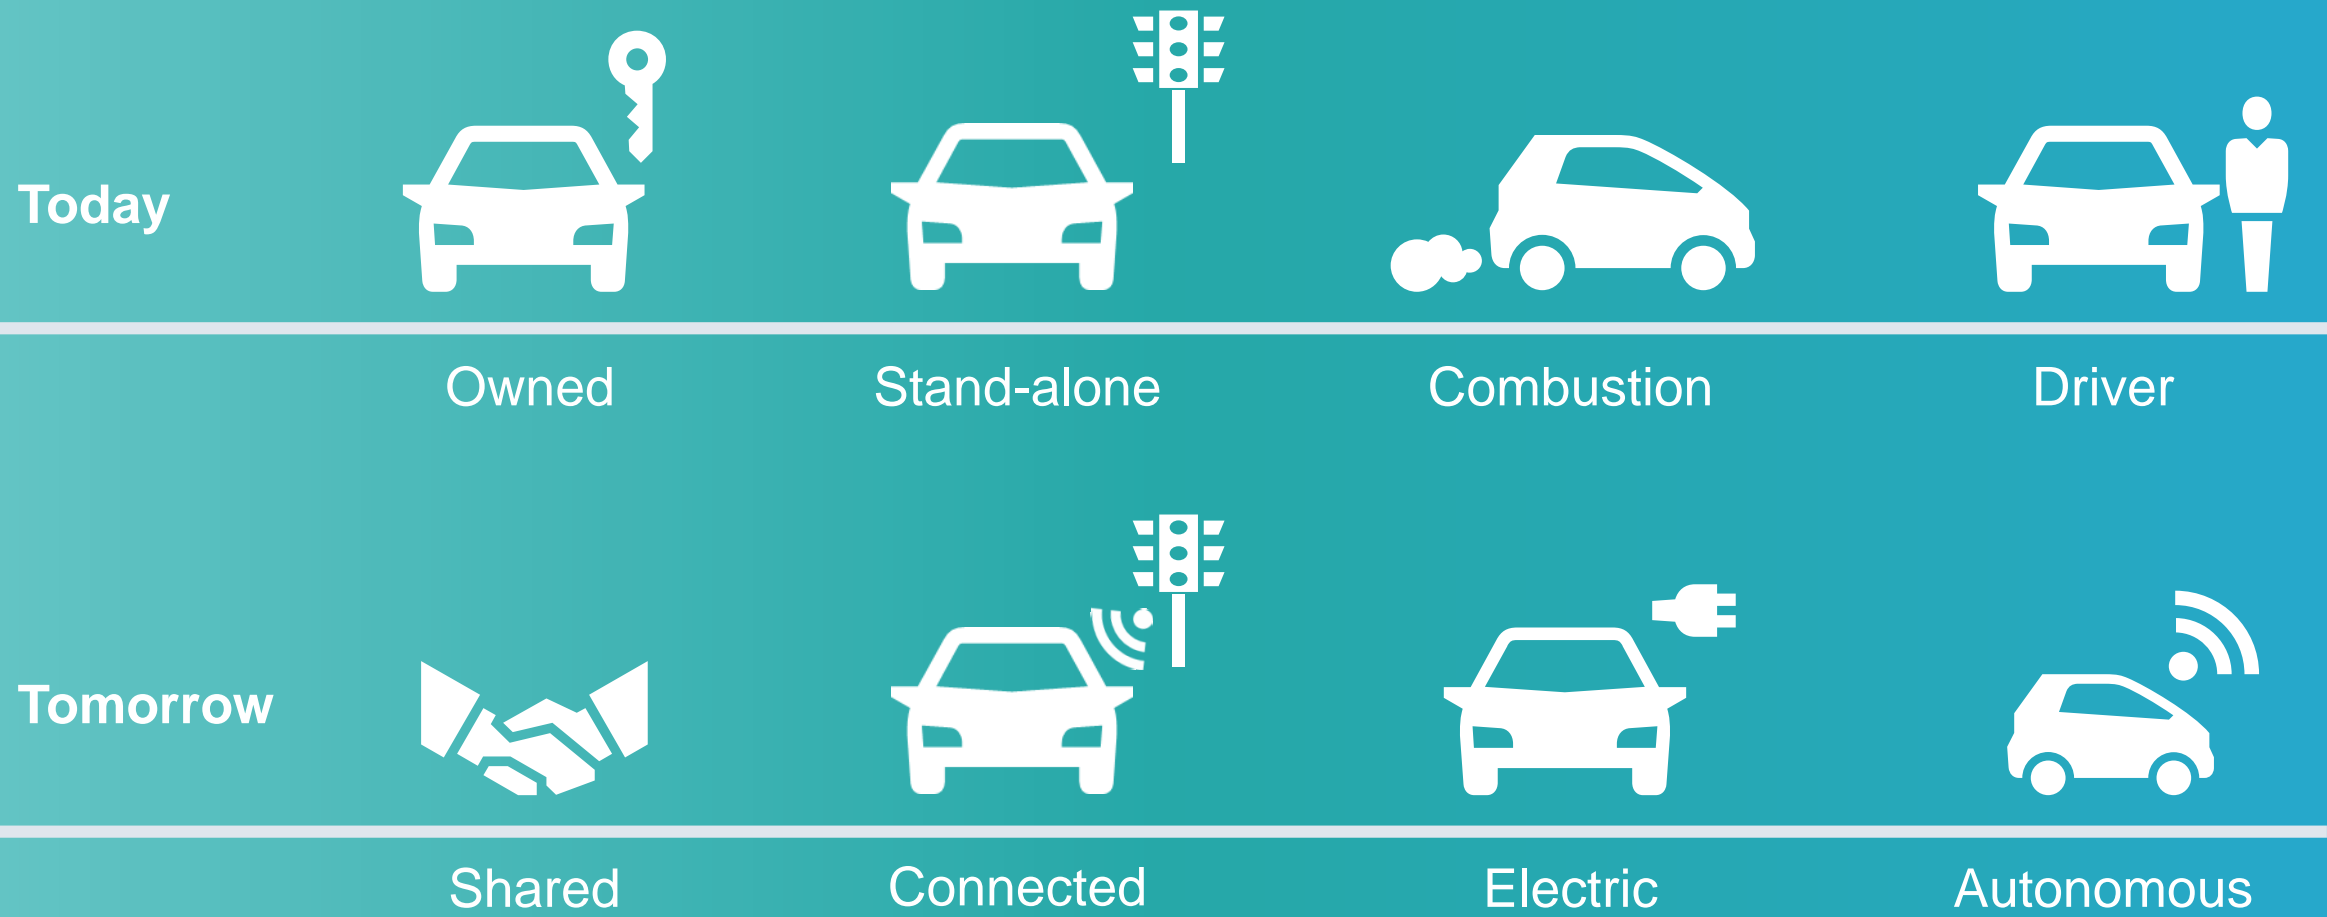 Today
Owned
Stand-alone
Combustion
Driver
Tomorrow
Shared
Connected
Electric
Autonomous